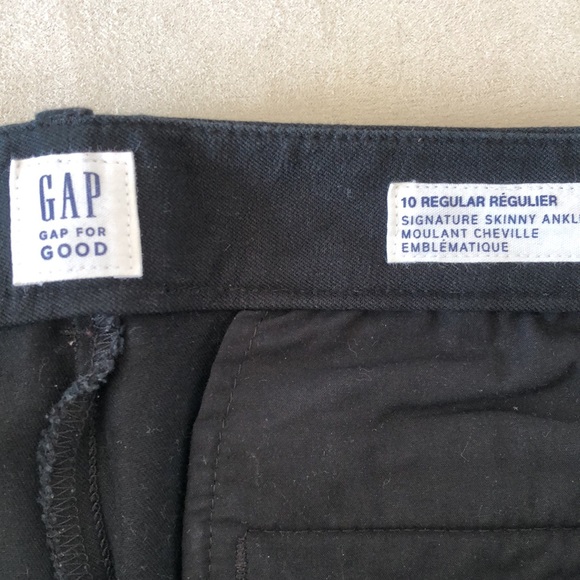 GAP
GAP FOR
GOOD
10 REGULAR RÉGULIER
SIGNATURE SKINNY ANKL
MOULANT CHEVILLE
EMBLÉMATIQUE